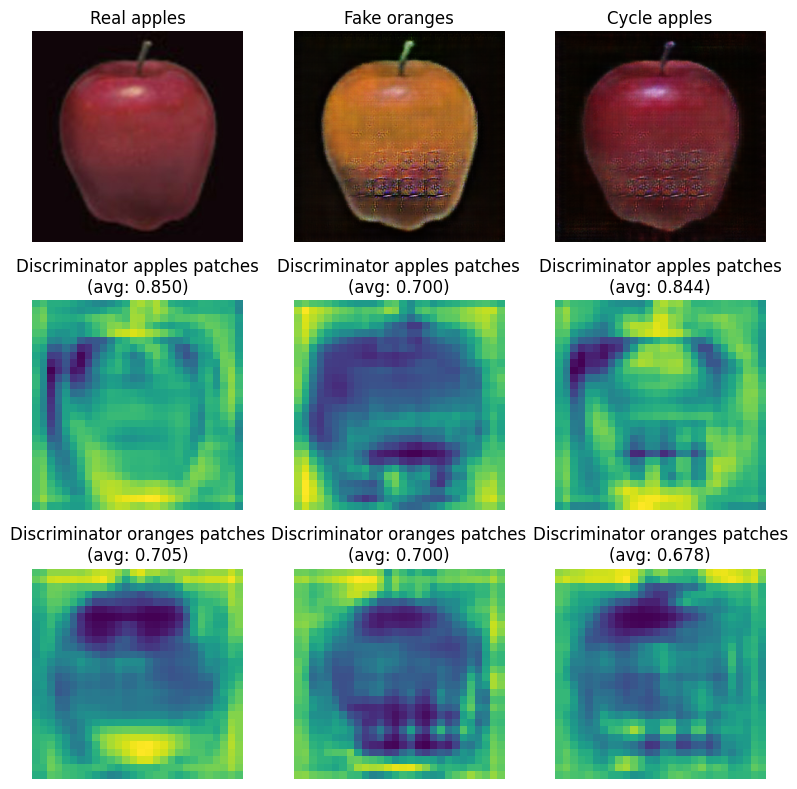 Real apples
Fake oranges
Cycle apples
Discriminator apples patches
(avg: 0.850)
Discriminator apples patches
(avg: 0.700)
Discriminator apples patches
(avg: 0.844)
Discriminator oranges patches
(avg: 0.705)
Discriminator oranges patches
(avg: 0.700)
Discriminator oranges patches
(avg: 0.678)